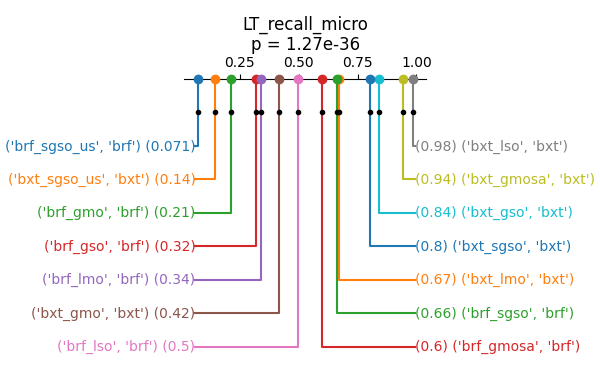 LT_recall_micro
p = 1.27e-36
0.25 0.50 0.75 1.00
('brf_sgso_us', 'brf') (0.071) (0.98) ('bxt_lso', 'bxt')
('bxt_sgso_us', 'bxt') (0.14) (0.94) ('bxt_gmosa', 'bxt')
('brf_gmo', 'brf') (0.21) (0.84) ('bxt_gso', 'bxt')
('brf_gso', 'brf') (0.32) (0.8) ('bxt_sgso', 'bxt')
('brf_lmo', 'brf') (0.34) (0.67) ('bxt_lmo', 'bxt')
('bxt_gmo', 'bxt') (0.42) (0.66) ('brf_sgso', 'brf')
('brf_lso', 'brf') (0.5) (0.6) ('brf_gmosa', 'brf')